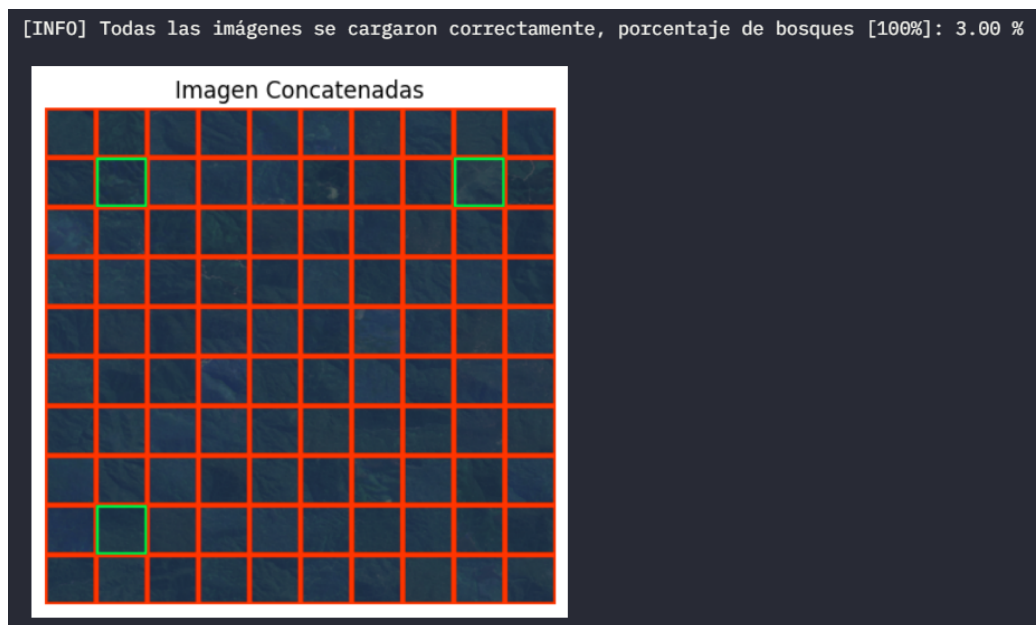 [INFO] Todas las imágenes se cargaron correctamente, porcentaje de bosques [100%]: 3.00 %
Imagen Concatenadas